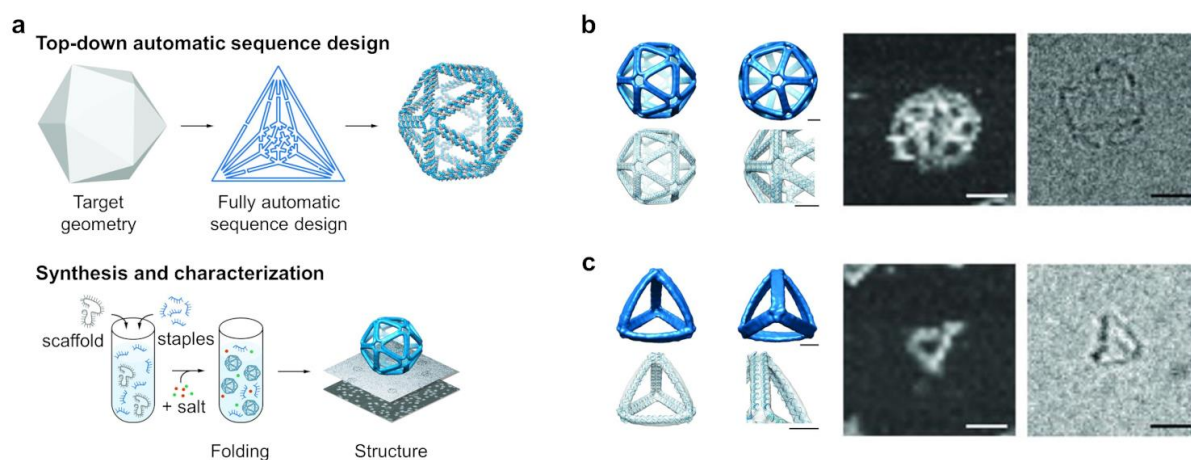 a
Top-down automatic sequence design
Target
geometry
Fully automatic
sequence design
Synthesis and characterization
scaffold
staples
+ salt
Folding
Structure
b
c